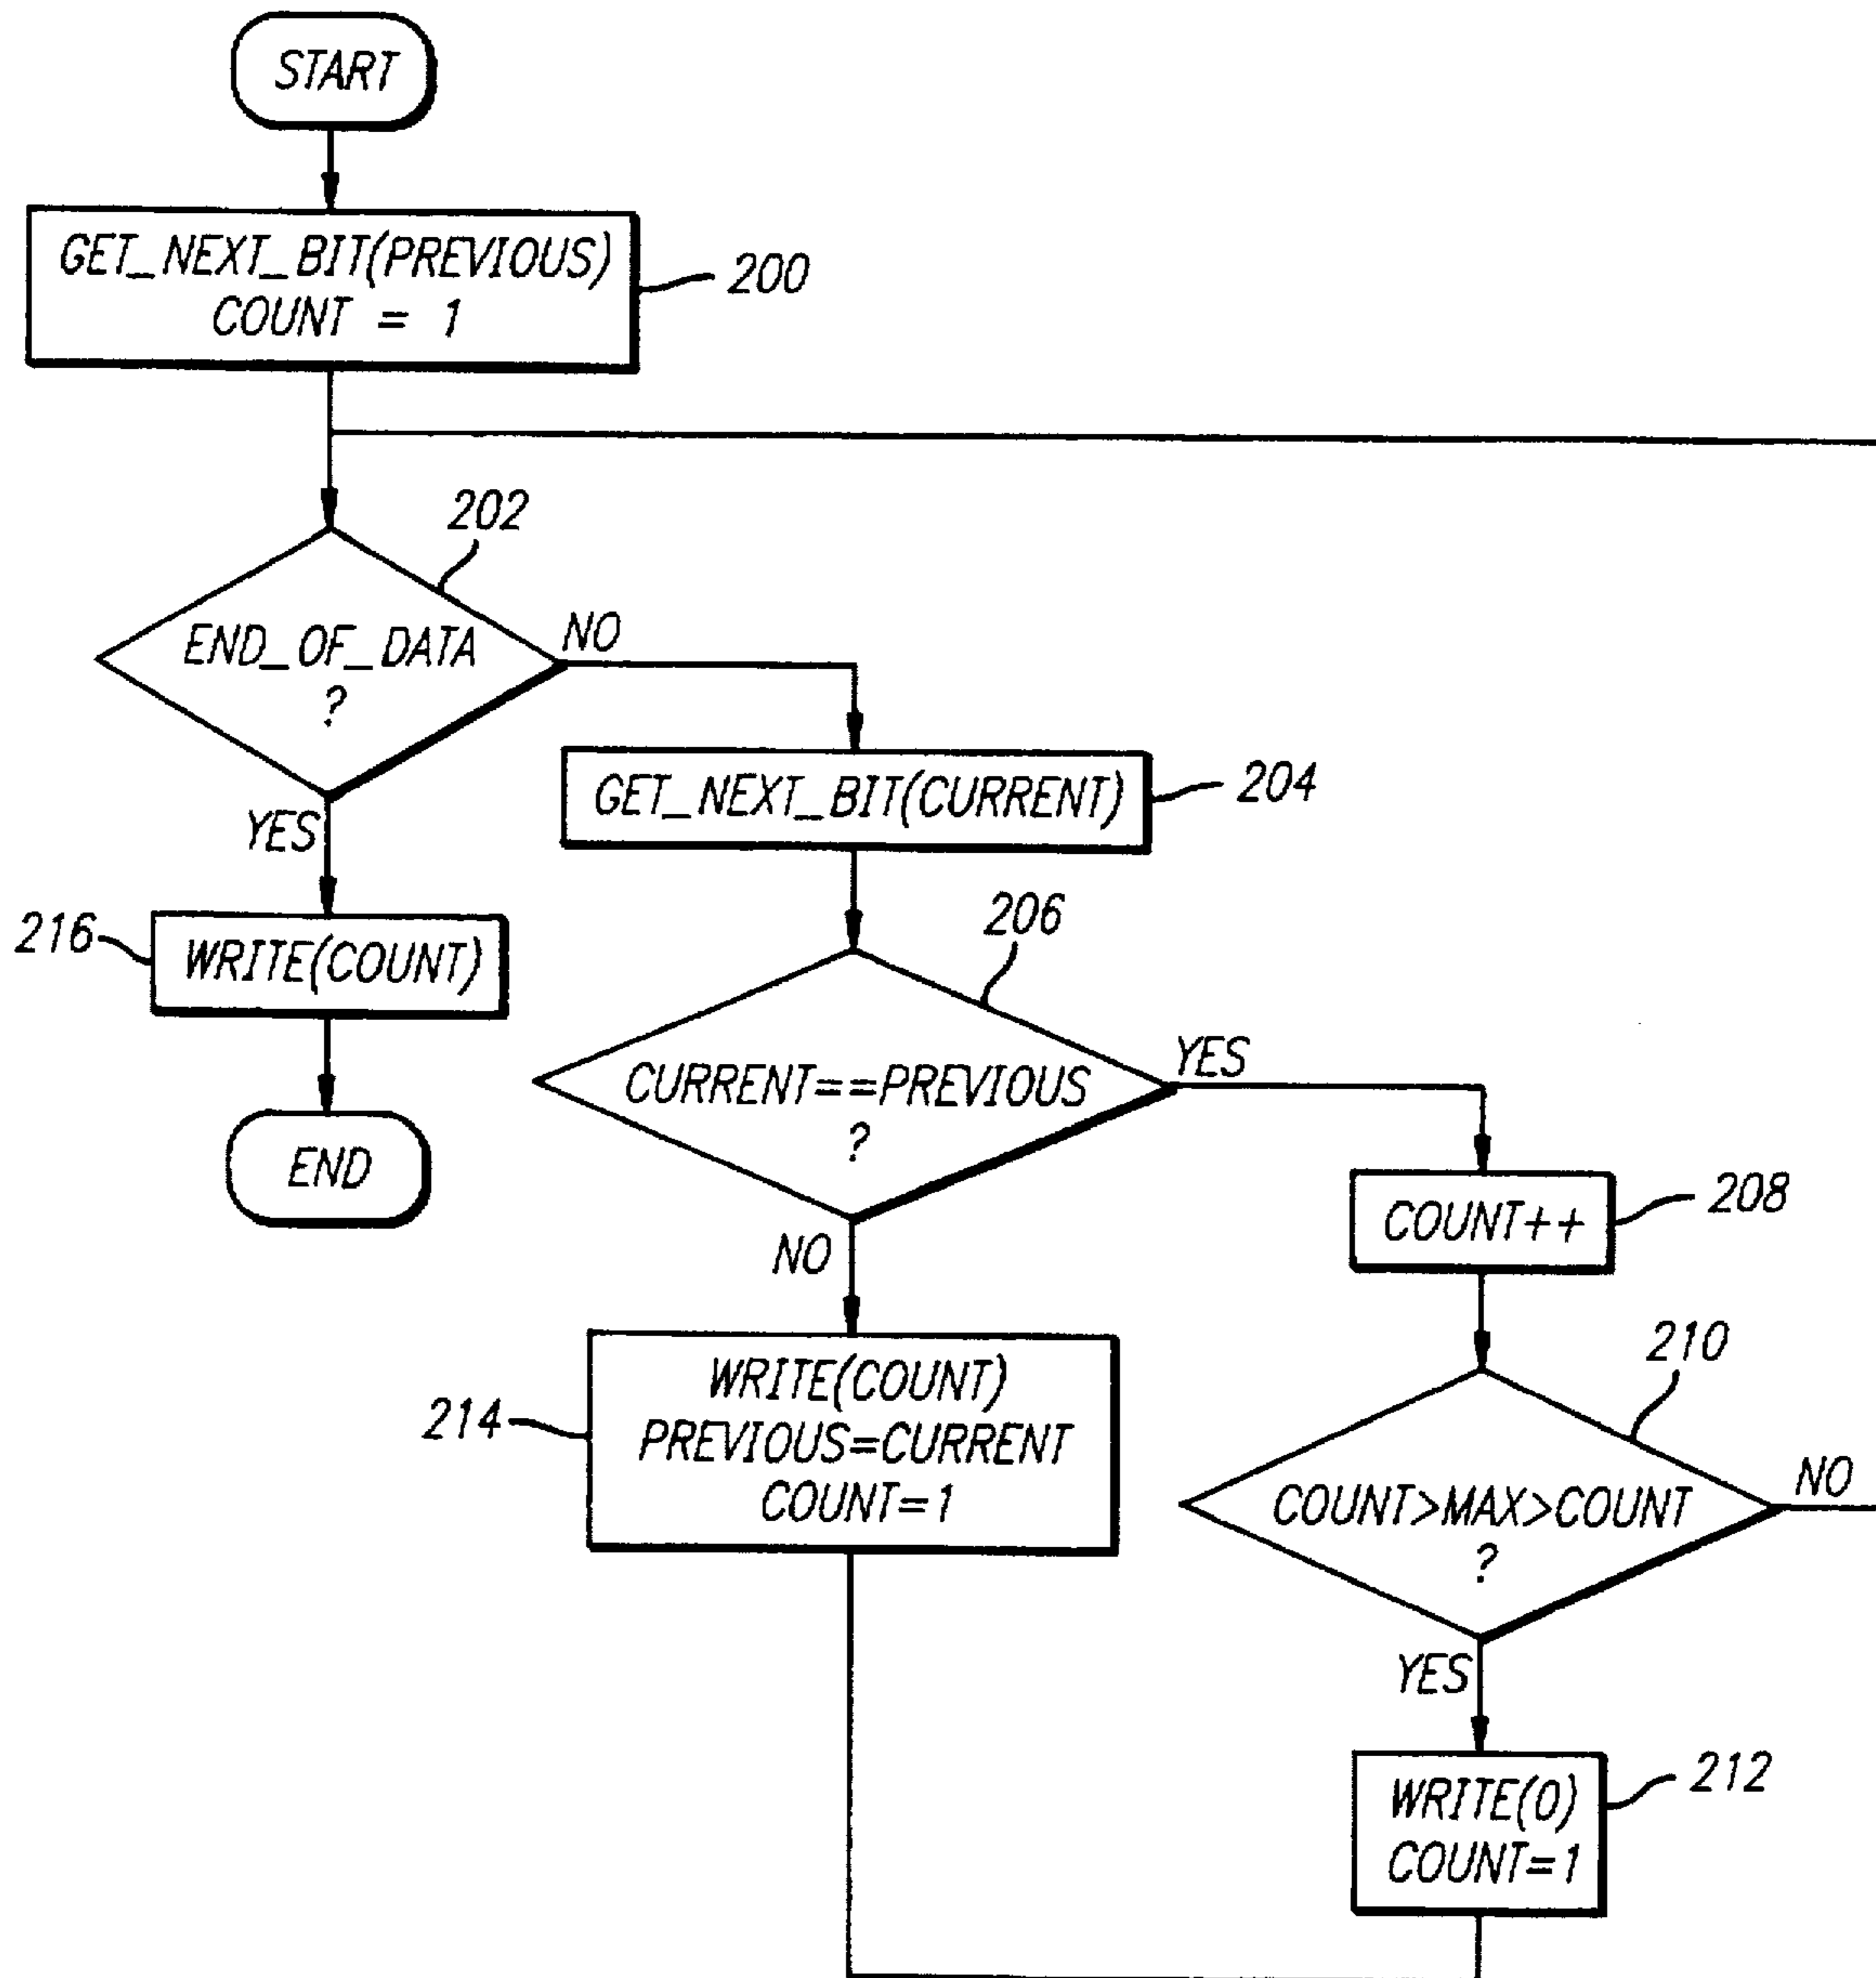 START
GET_NEXT_BIT(PREVIOUS)
COUNT = 1
200
202
END_OF_DATA
?
NO
YES
GET_NEXT_BIT(CURRENT)
204
216
WRITE(COUNT)
END
206
CURRENT==PREVIOUS
?
YES
NO
COUNT++
208
214
WRITE(COUNT)
PREVIOUS=CURRENT
COUNT=1
210
COUNT>MAX>COUNT
?
NO
YES
WRITE(0)
COUNT=1
212